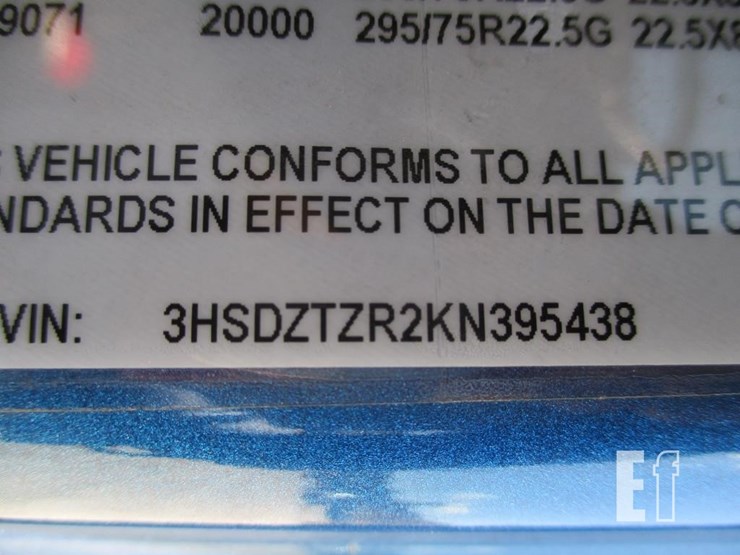 9071 20000 295/75R22.5G 22.5X8
VEHICLE CONFORMS TO ALL APPL
NDARDS IN EFFECT ON THE DATE O
VIN: 3HSDZTZR2KN395438
Ef